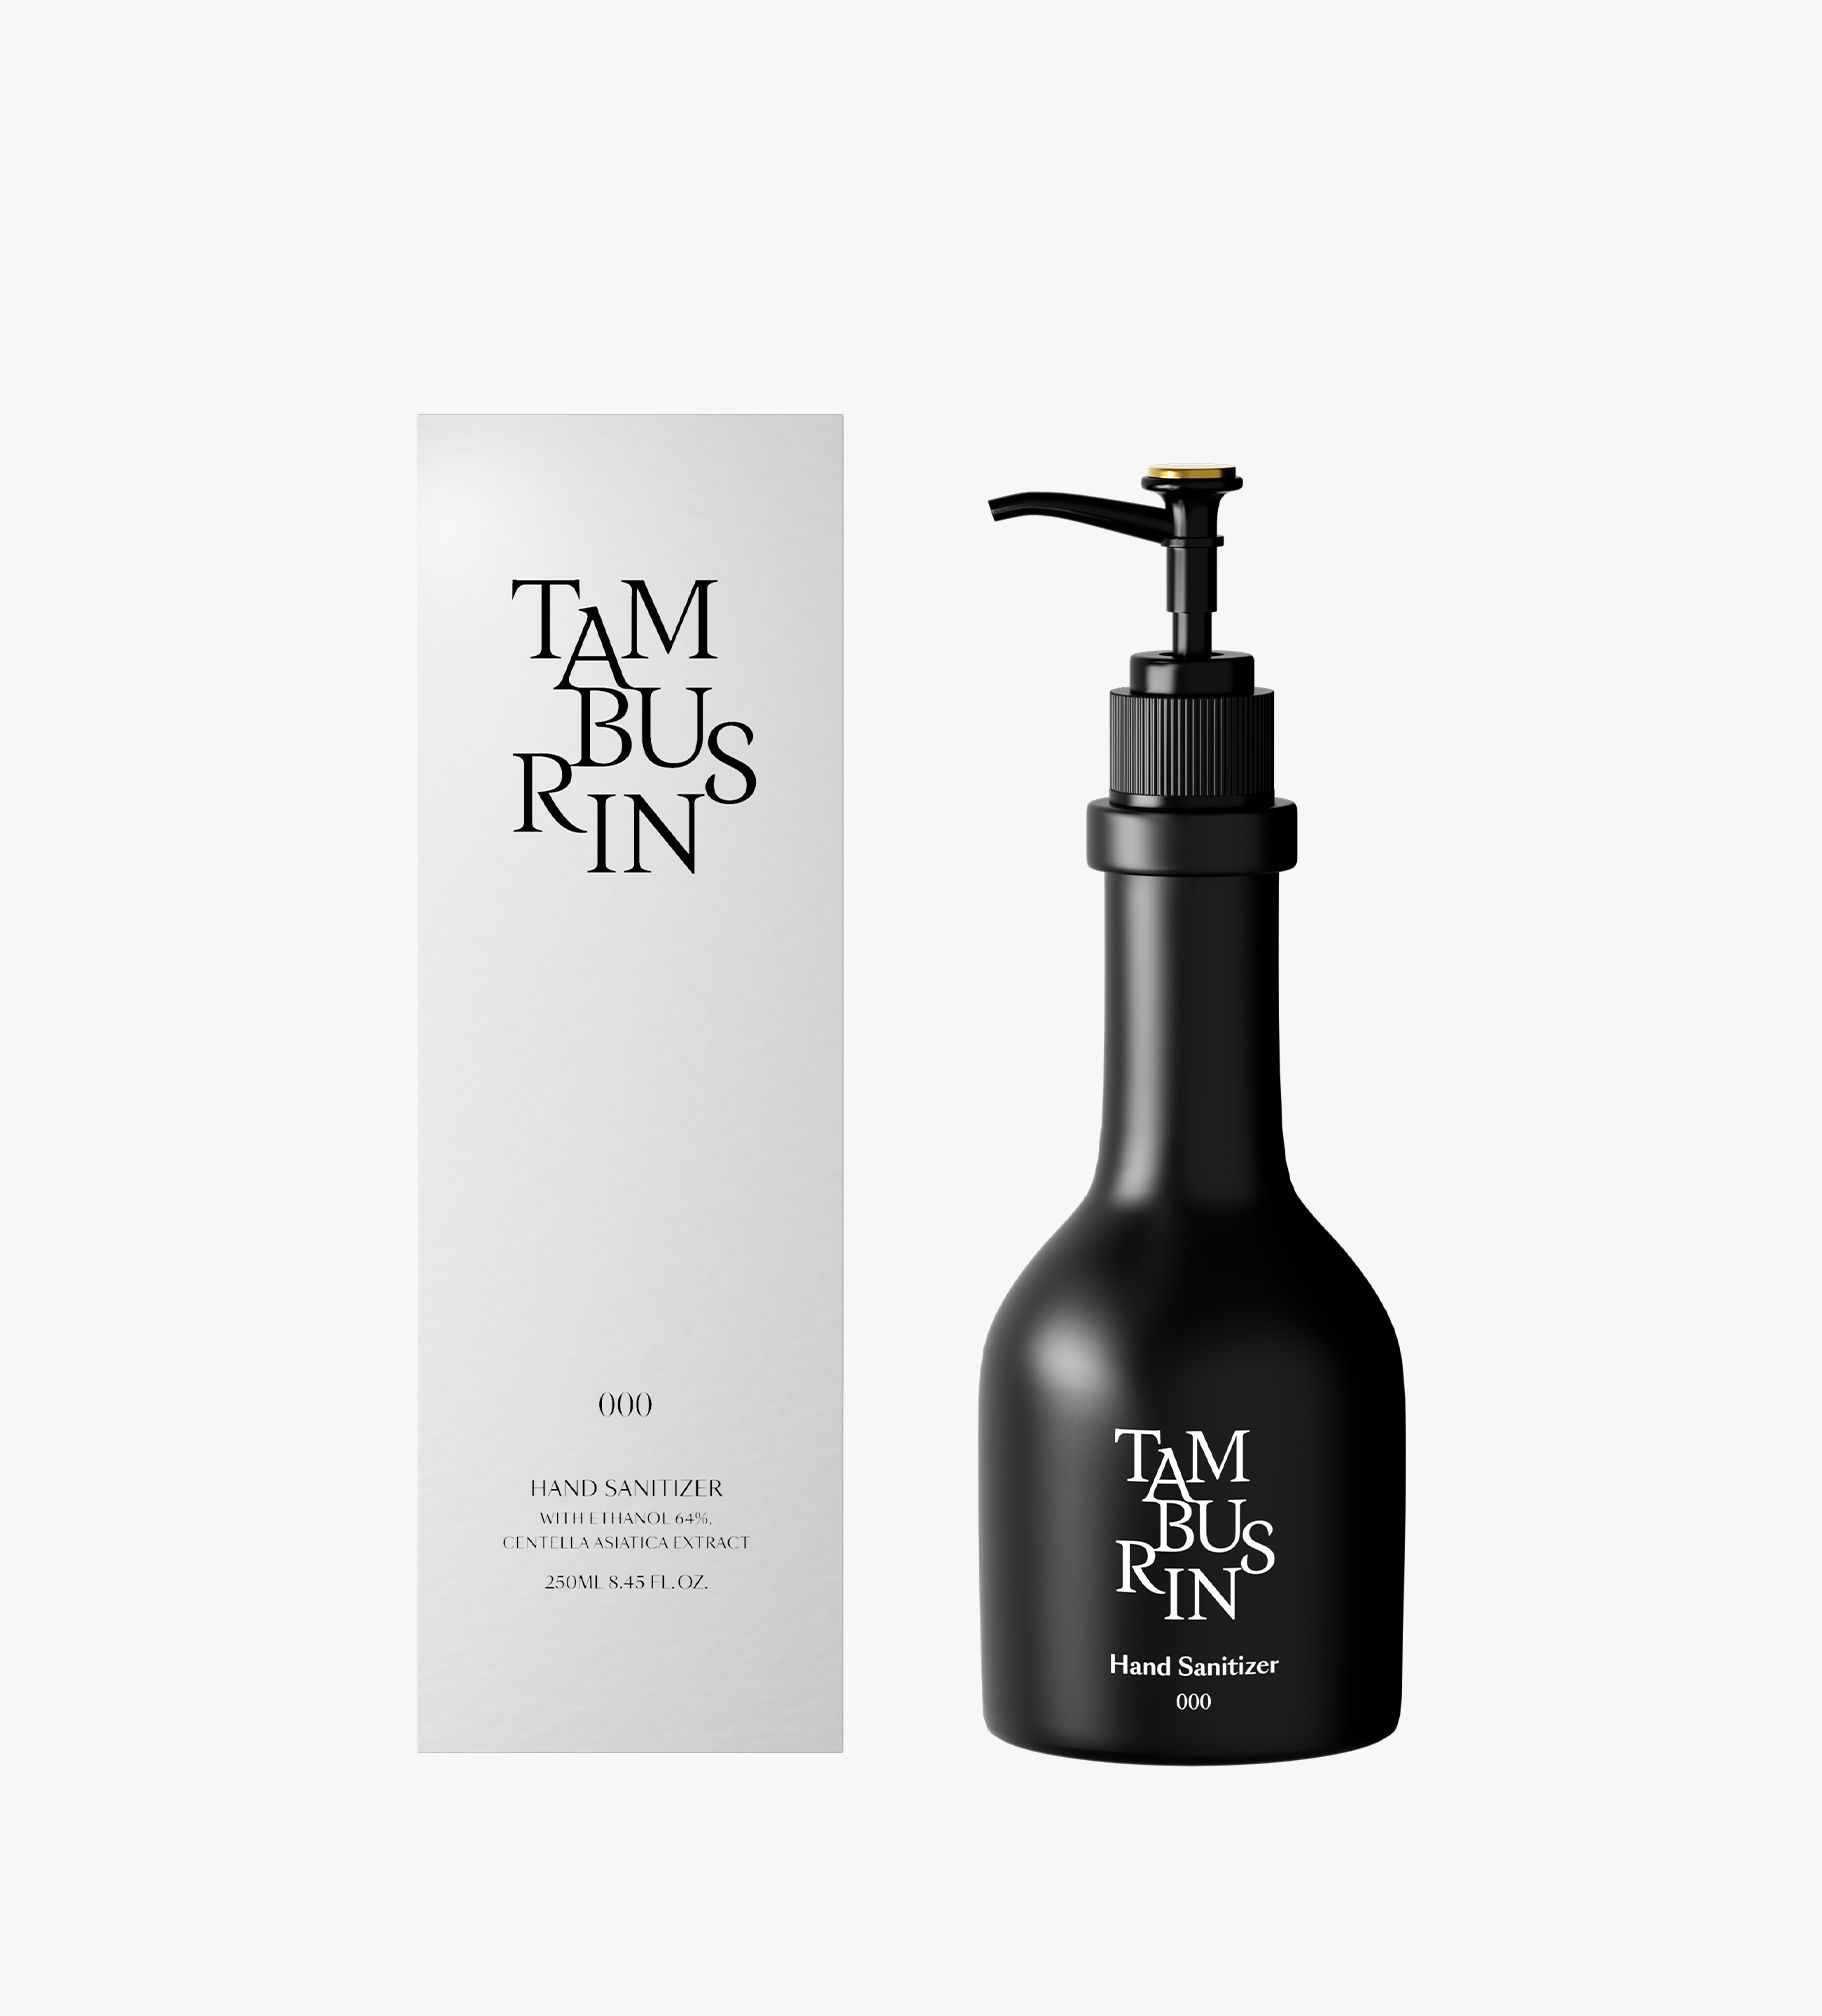 TAM
BUS
RIN
000
HAND SANITIZER
WITH ETHANOL 64%,
CENTELLA ASIATICA EXTRACT
250ML 8.45 FL. OZ.
TAM
BUS
RIN
Hand Sanitizer
000